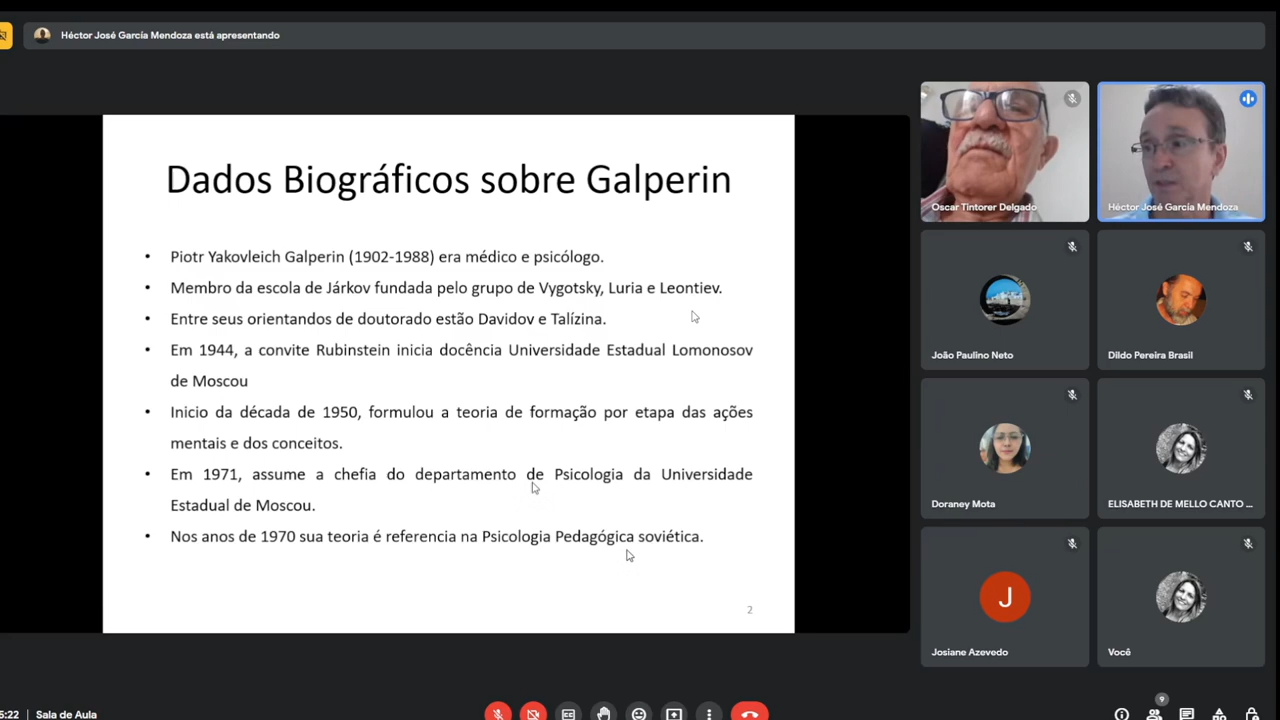 Héctor José García Mendoza está apresentando
Dados Biográficos sobre Galperin
• Piotr Yakovleich Galperin (1902-1988) era médico e psicólogo.
• Membro da escola de Járkov fundada pelo grupo de Vygotsky, Luria e Leontiev.
• Entre seus orientandos de doutorado estão Davidov e Talízina.
• Em 1944, a convite Rubinstein inicia docência Universidade Estadual Lomonosov
de Moscou
• Inicio da década de 1950, formulou a teoria de formação por etapa das ações
mentais e dos conceitos.
• Em 1971, assume a chefia do departamento de Psicologia da Universidade
Estadual de Moscou.
• Nos anos de 1970 sua teoria é referencia na Psicologia Pedagógica soviética.
2
Oscar Tintorer Delgado
Héctor José García Mendoza
João Paulino Neto
Dildo Pereira Brasil
Doraney Mota
ELISABETH DE MELLO CANTO ...
J
Josiane Azevedo
Você
5:22
Sala de Aula
CC
9